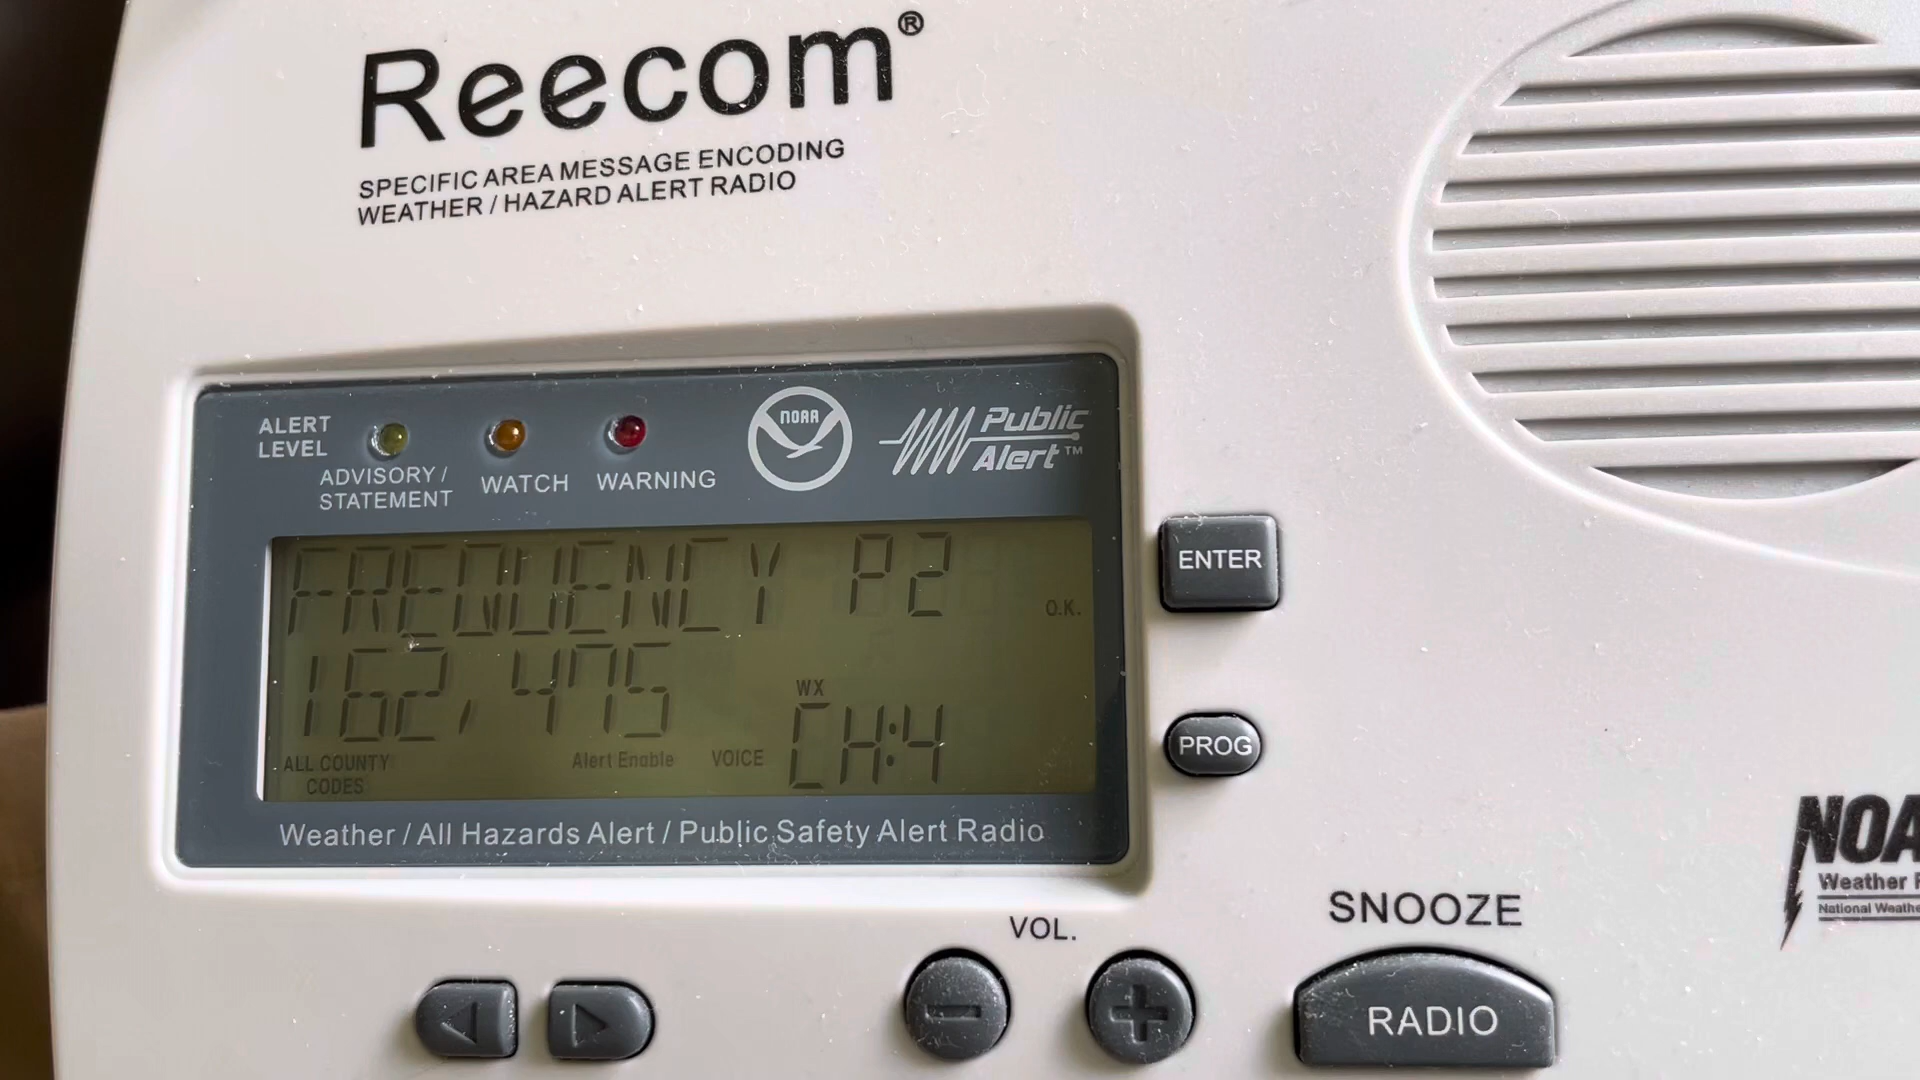 Reecom®
SPECIFIC AREA MESSAGE ENCODING
WEATHER / HAZARD ALERT RADIO
ALERT
LEVEL
ADVISORY /
STATEMENT
WATCH
WARNING
NOAA
Public
Alert™
FREQUENCY P2
O.K.
162,475
WX
CH:4
ALL COUNTY
CODES
Alert Enable
VOICE
Weather / All Hazards Alert / Public Safety Alert Radio
ENTER
PROG
VOL.
SNOOZE
RADIO
NOA
Weather
National Weathe